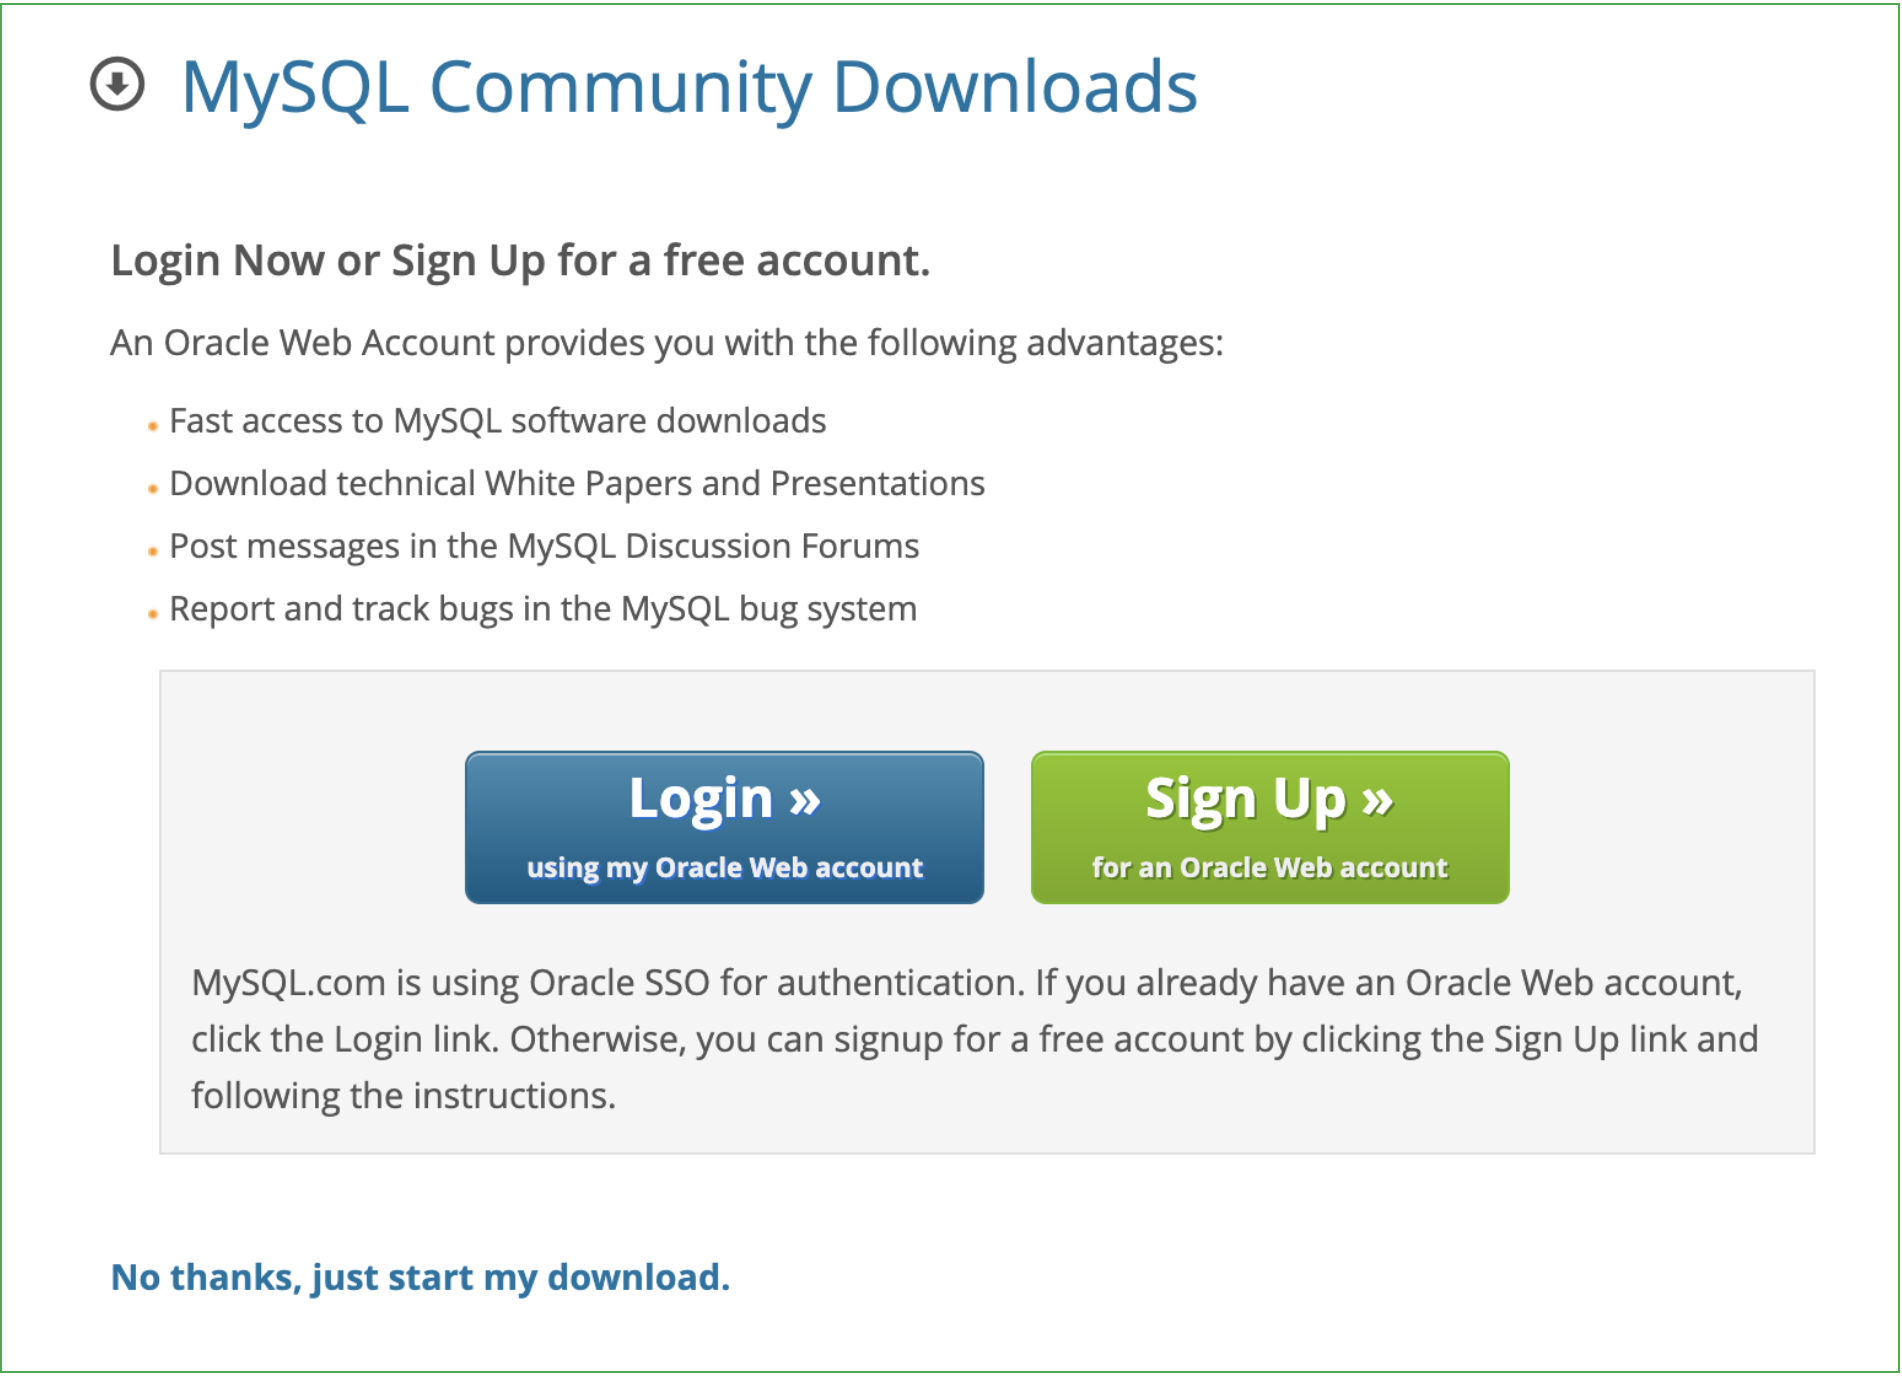 MySQL Community Downloads
Login Now or Sign Up for a free account.
An Oracle Web Account provides you with the following advantages:
Fast access to MySQL software downloads
Download technical White Papers and Presentations
Post messages in the MySQL Discussion Forums
Report and track bugs in the MySQL bug system
Login »
using my Oracle Web account
Sign Up »
for an Oracle Web account
MySQL.com is using Oracle SSO for authentication. If you already have an Oracle Web account,
click the Login link. Otherwise, you can signup for a free account by clicking the Sign Up link and
following the instructions.
No thanks, just start my download.